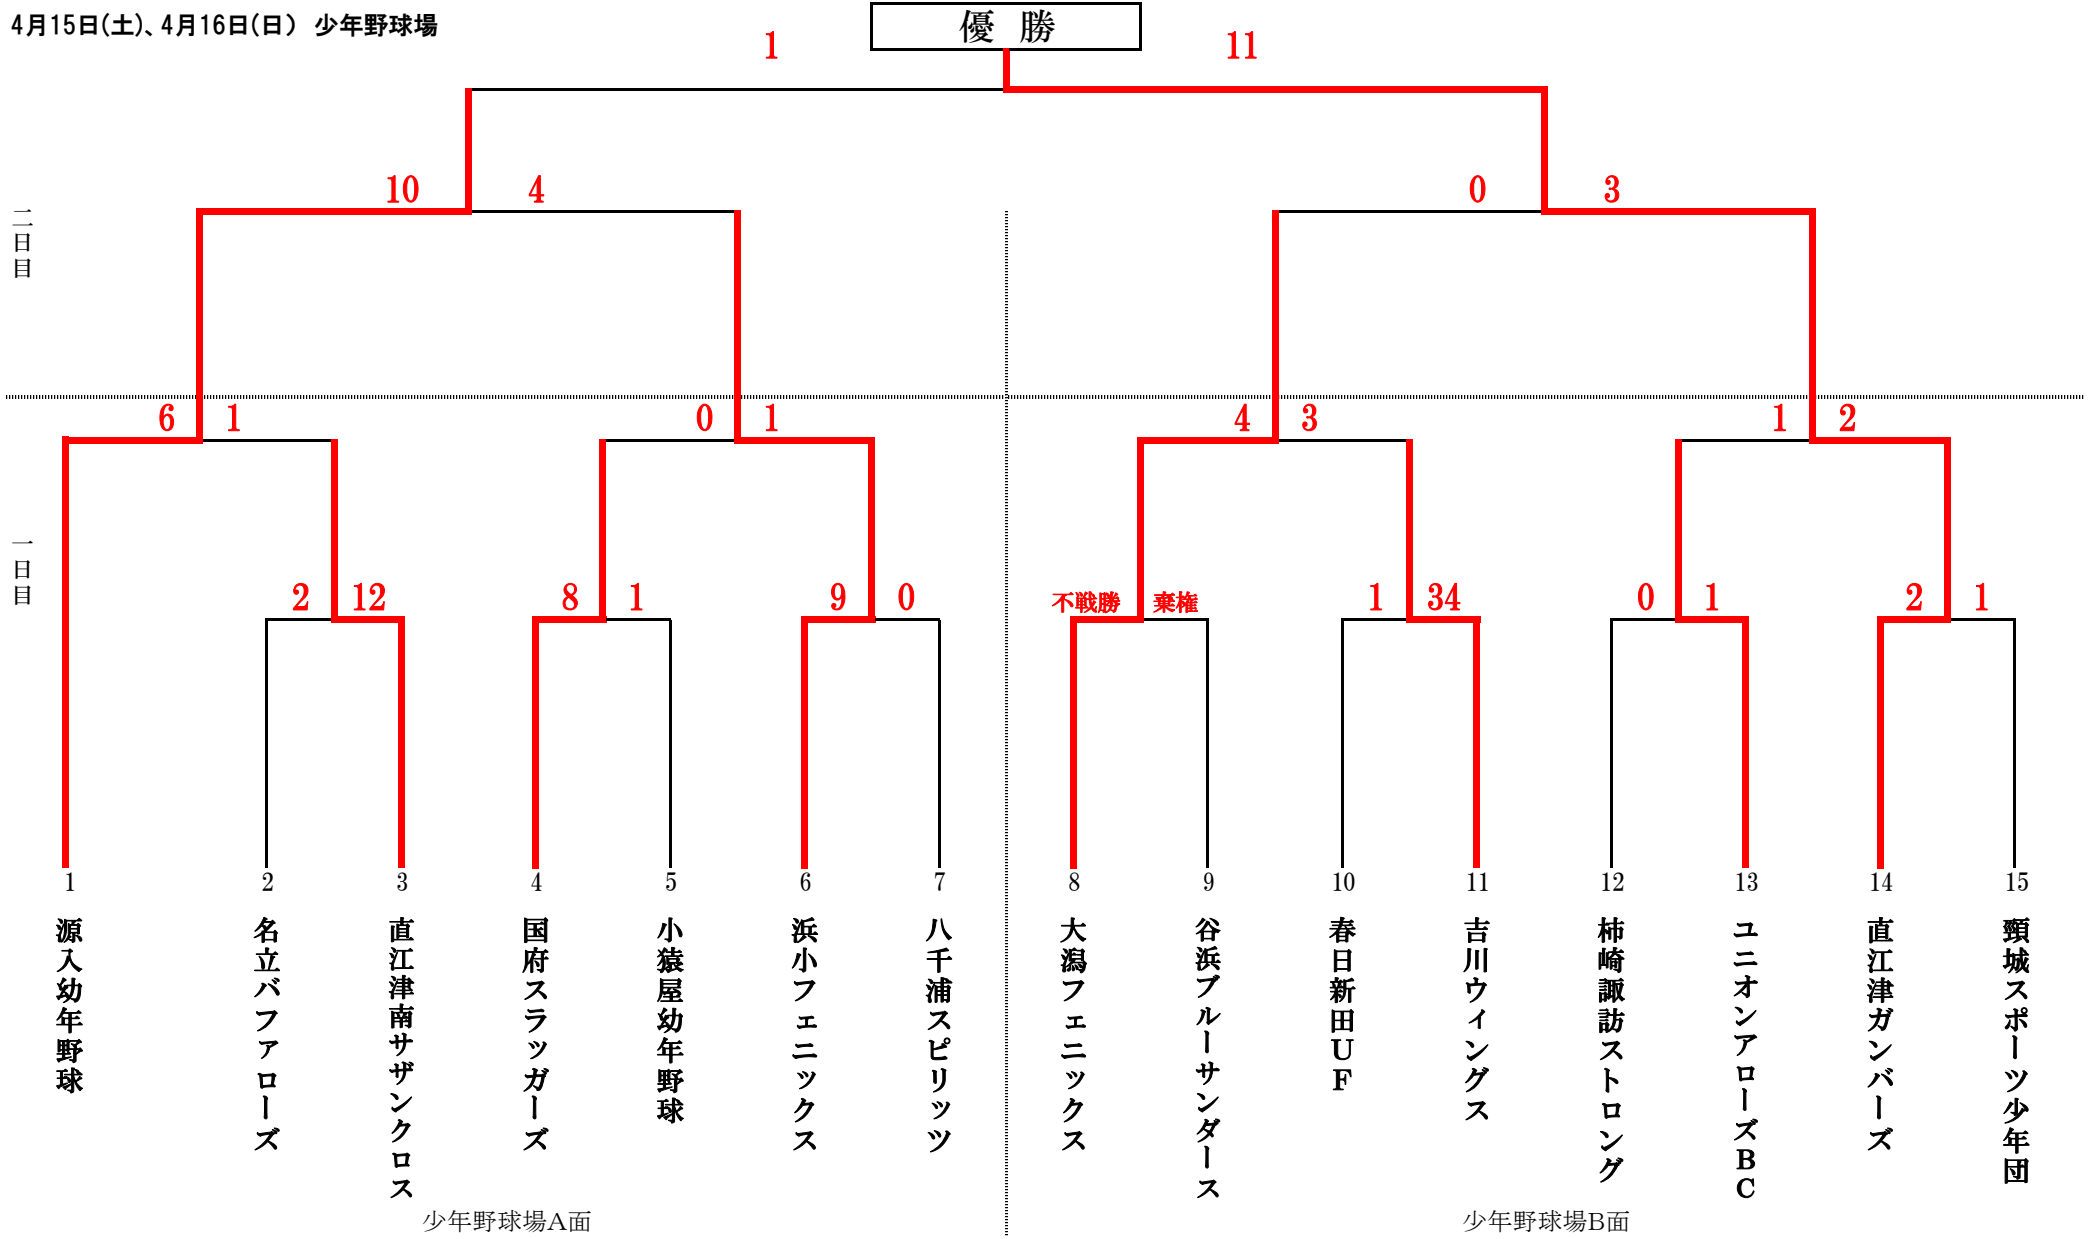 4月15日(土)、4月16日(日) 少年野球場
優 勝
1
11
10
4
0
3
二日目
6
1
0
1
4
3
1
2
一日目
2
12
8
1
9
0
不戦勝
棄権
1
34
0
1
2
1
1
2
3
4
5
6
7
8
9
10
11
12
13
14
15
源入幼年野球
名立バファローズ
直江津南サザンクロス
国府スラッガーズ
小猿屋幼年野球
浜小フェニックス
八千浦スピリッツ
大潟フェニックス
谷浜ブルーサンダース
春日新田UF
吉川ウィングス
柿崎諏訪ストロング
ユニオンアローズBC
直江津ガンバーズ
頸城スポーツ少年団
少年野球場A面
少年野球場B面